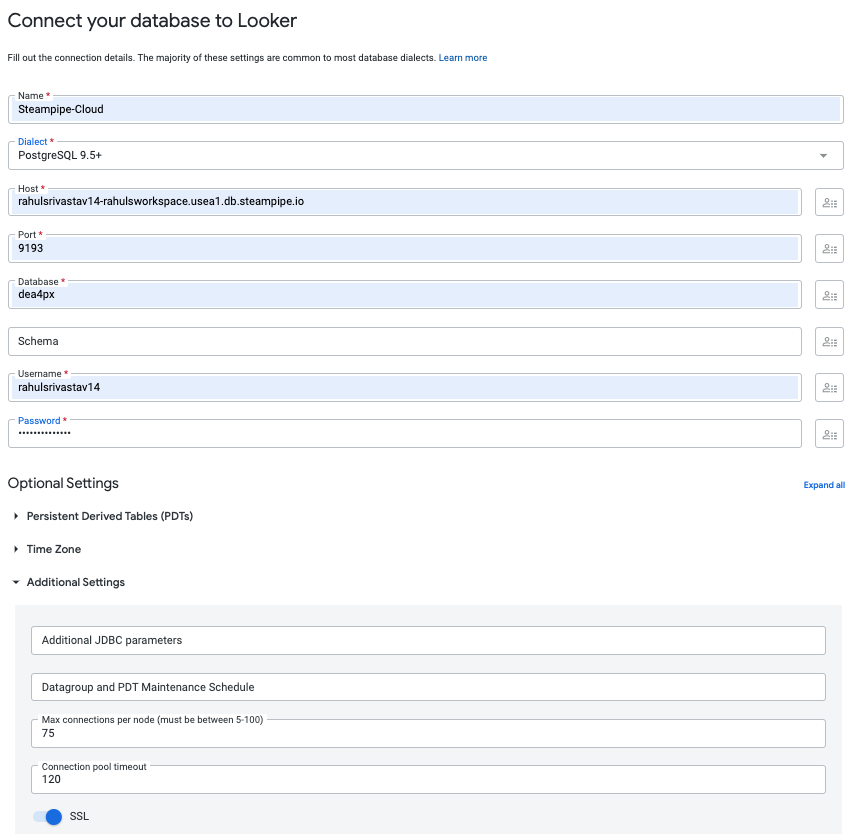 Connect your database to Looker
Fill out the connection details. The majority of these settings are common to most database dialects. Learn more
Name *
Steampipe-Cloud
Dialect *
PostgreSQL 9.5+
Host *
rahulsrivastav14-rahulsworkspace.usea1.db.steampipe.io
Port *
9193
Database *
dea4px
Schema
Username *
rahulsrivastav14
Password *
••••••••••••••
Optional Settings
Expand all
Persistent Derived Tables (PDTs)
Time Zone
Additional Settings
Additional JDBC parameters
Datagroup and PDT Maintenance Schedule
Max connections per node (must be between 5-100)
75
Connection pool timeout
120
SSL